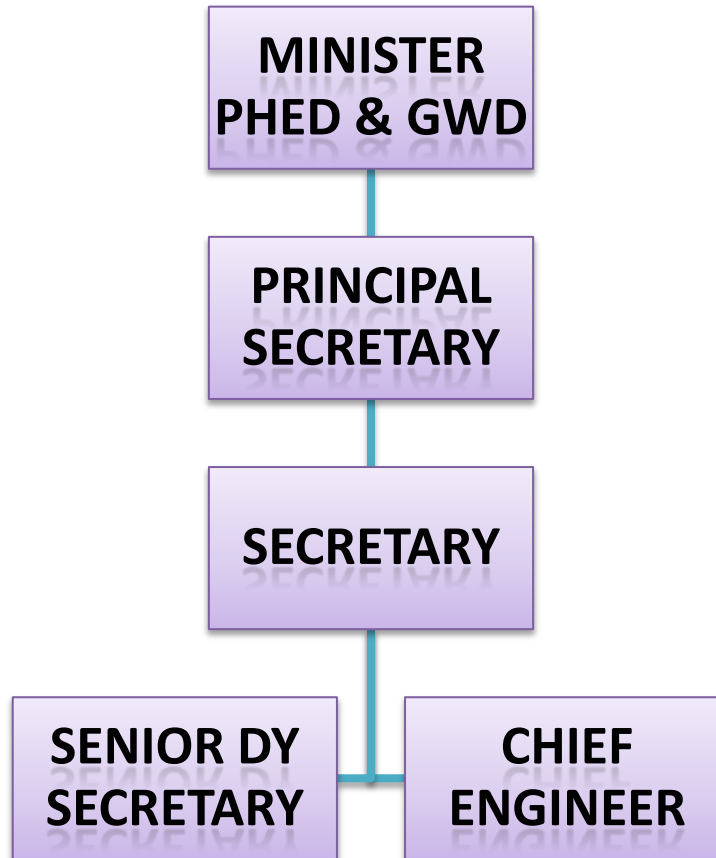 MINISTER
PHED & GWD
PRINCIPAL
SECRETARY
SECRETARY
SENIOR DY
SECRETARY
CHIEF
ENGINEER